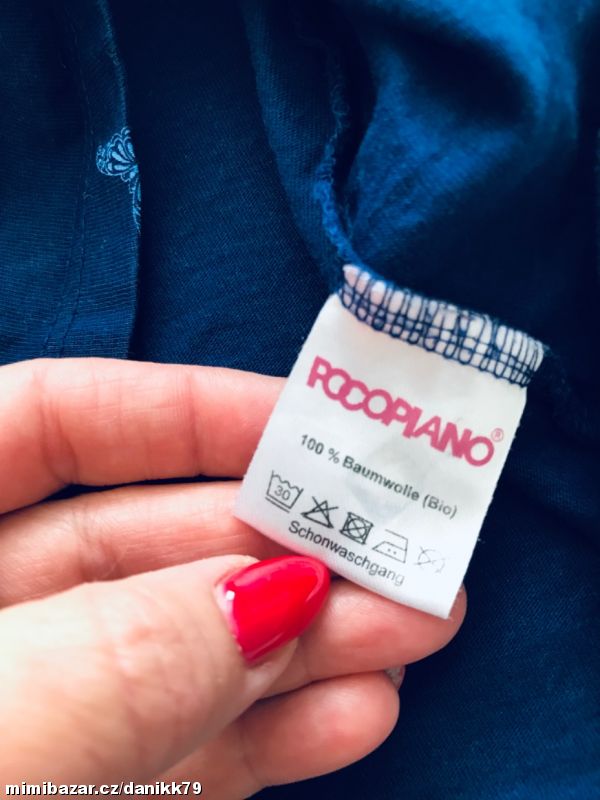 POCOPIANO®
100 % Baumwolle (Bio)
30
Schonwaschgang
mimibazar.cz/danikk79